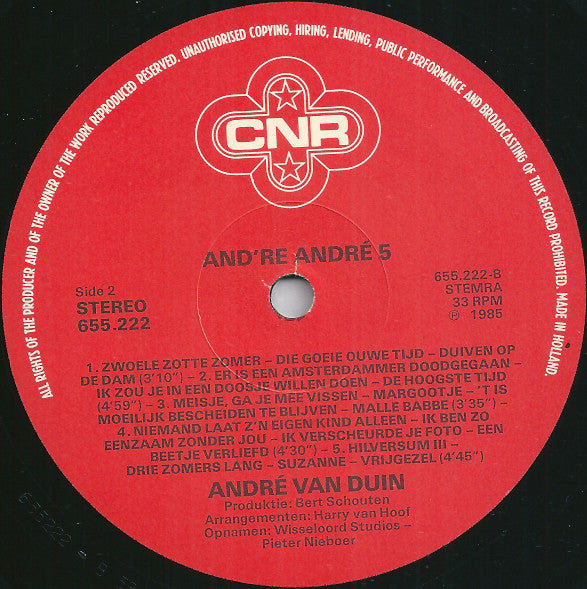 ALL RIGHTS OF THE PRODUCER AND OF THE OWNER OF THE WORK REPRODUCED RESERVED. UNAUTHORISED COPYING, HIRING, LENDING, PUBLIC PERFORMANCE AND BROADCASTING OF THIS RECORD PROHIBITED. MADE IN HOLLAND.
CNR
AND'RE ANDRÉ 5
Side 2
STEREO
655.222
655.222-B
STEMRA
33 RPM
℗ 1985
1. ZWOELE ZOTTE ZOMER – DIE GOEIE OUWE TIJD – DUIVEN OP
DE DAM (3'10") – 2. ER IS EEN AMSTERDAMMER DOODGEGAAN –
IK ZOU JE IN EEN DOOSJE WILLEN DOEN – DE HOOGSTE TIJD
(4'59") – 3. MEISJE, GA JE MEE VISSEN – MARGOOTJE – 'T IS
MOEILIJK BESCHEIDEN TE BLIJVEN – MALLE BABBE (3'35") –
4. NIEMAND LAAT Z'N EIGEN KIND ALLEEN – IK BEN ZO
EENZAAM ZONDER JOU – IK VERSCHEURDE JE FOTO – EEN
BEETJE VERLIEFD (4'30") – 5. HILVERSUM III –
DRIE ZOMERS LANG – SUZANNE – VRIJGEZEL (4'45")
ANDRÉ VAN DUIN
Produktie: Bert Schouten
Arrangementen: Harry van Hoof
Opnamen: Wisseloord Studios –
Pieter Nieboer